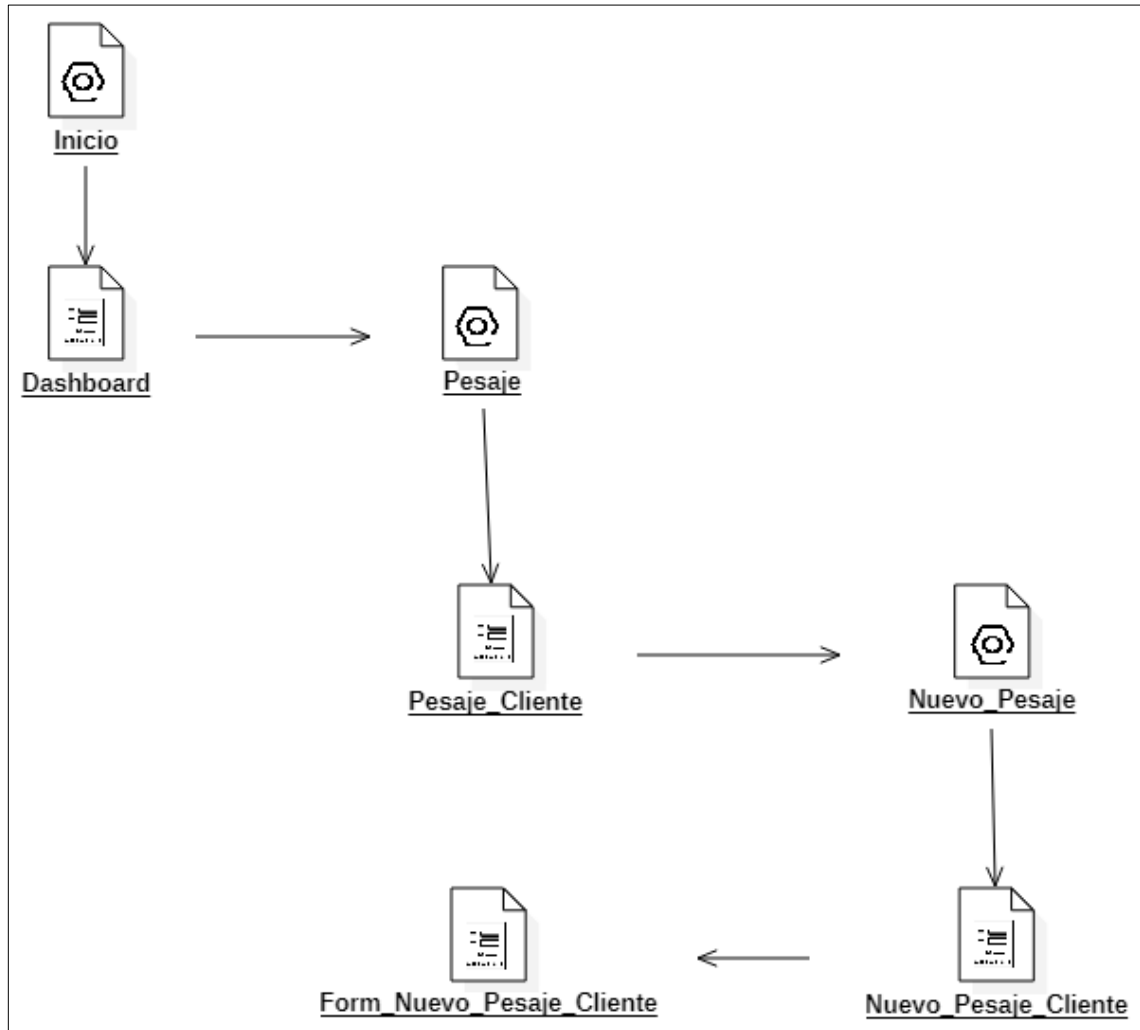 Inicio
Dashboard
Pesaje
Pesaje_Cliente
Nuevo_Pesaje
Form_Nuevo_Pesaje_Cliente
Nuevo_Pesaje_Cliente